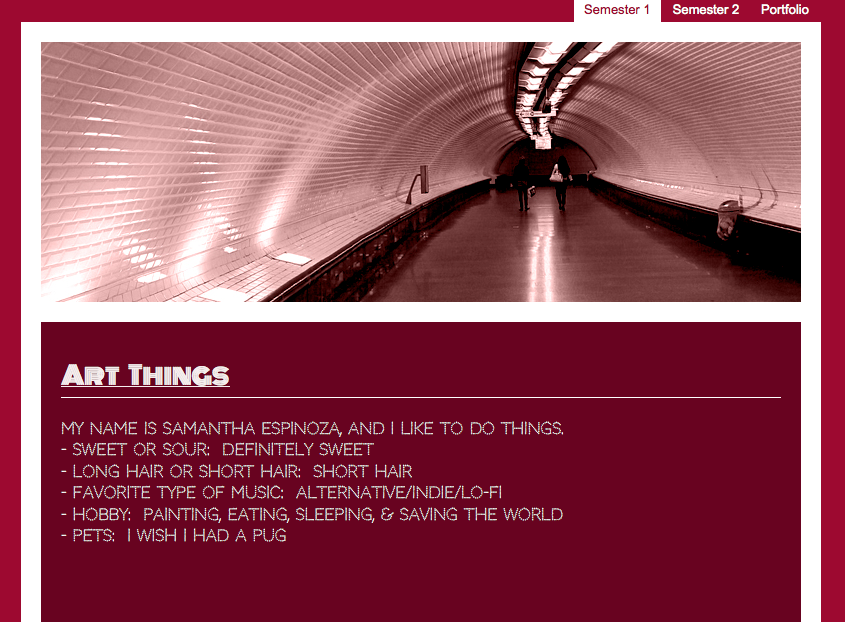 Semester 1 Semester 2 Portfolio
Art Things
MY NAME IS SAMANTHA ESPINOZA, AND I LIKE TO DO THINGS.
- SWEET OR SOUR: DEFINITELY SWEET
- LONG HAIR OR SHORT HAIR: SHORT HAIR
- FAVORITE TYPE OF MUSIC: ALTERNATIVE/INDIE/LO-FI
- HOBBY: PAINTING, EATING, SLEEPING, & SAVING THE WORLD
- PETS: I WISH I HAD A PUG